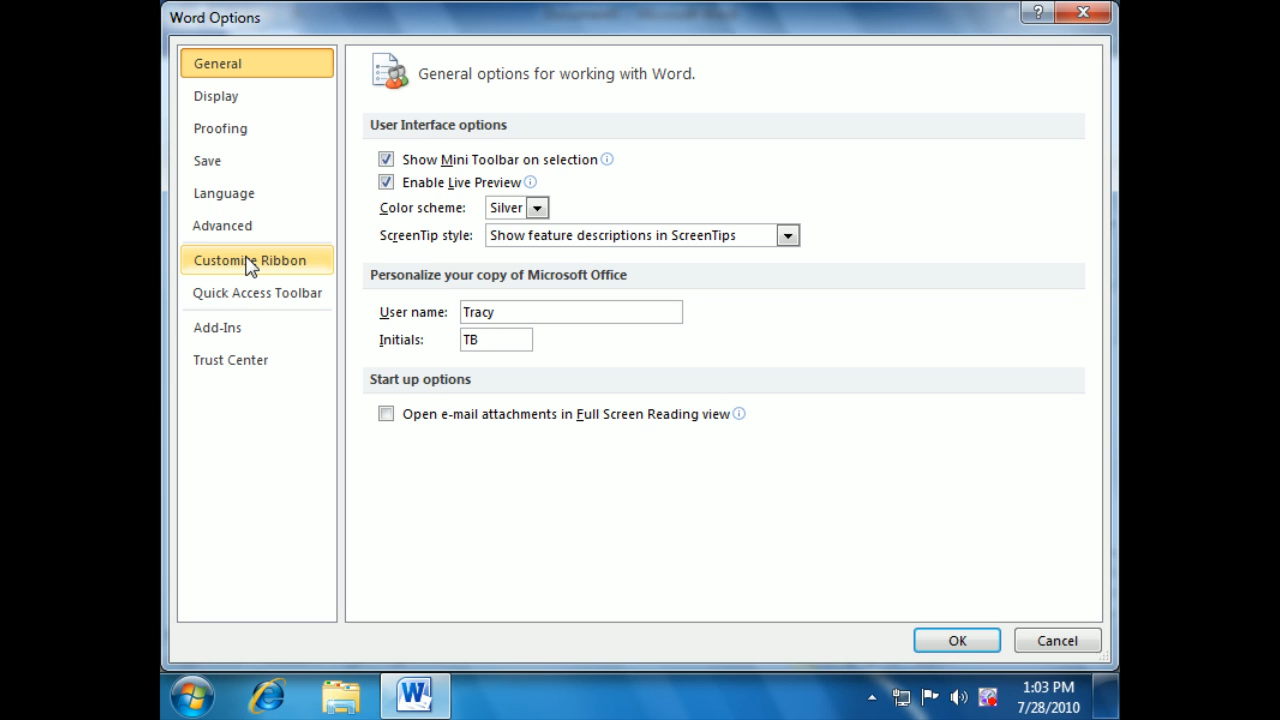 Word Options
?
General
Display
Proofing
Save
Language
Advanced
Customize Ribbon
Quick Access Toolbar
Add-Ins
Trust Center
General options for working with Word.
User Interface options
Show Mini Toolbar on selection
Enable Live Preview
Color scheme: Silver
ScreenTip style: Show feature descriptions in ScreenTips
Personalize your copy of Microsoft Office
User name: Tracy
Initials: TB
Start up options
Open e-mail attachments in Full Screen Reading view
OK Cancel
W
1:03 PM
7/28/2010